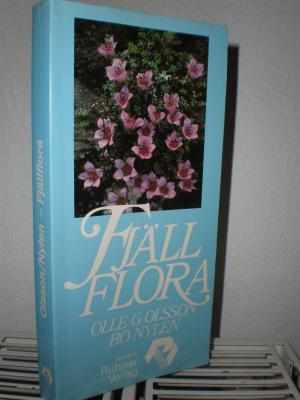 Olsson/Nylen – Fjällflora
FJÄLL
FLORA
OLLE G OLSSON
BO NYLEN
Rutsker
Verlag